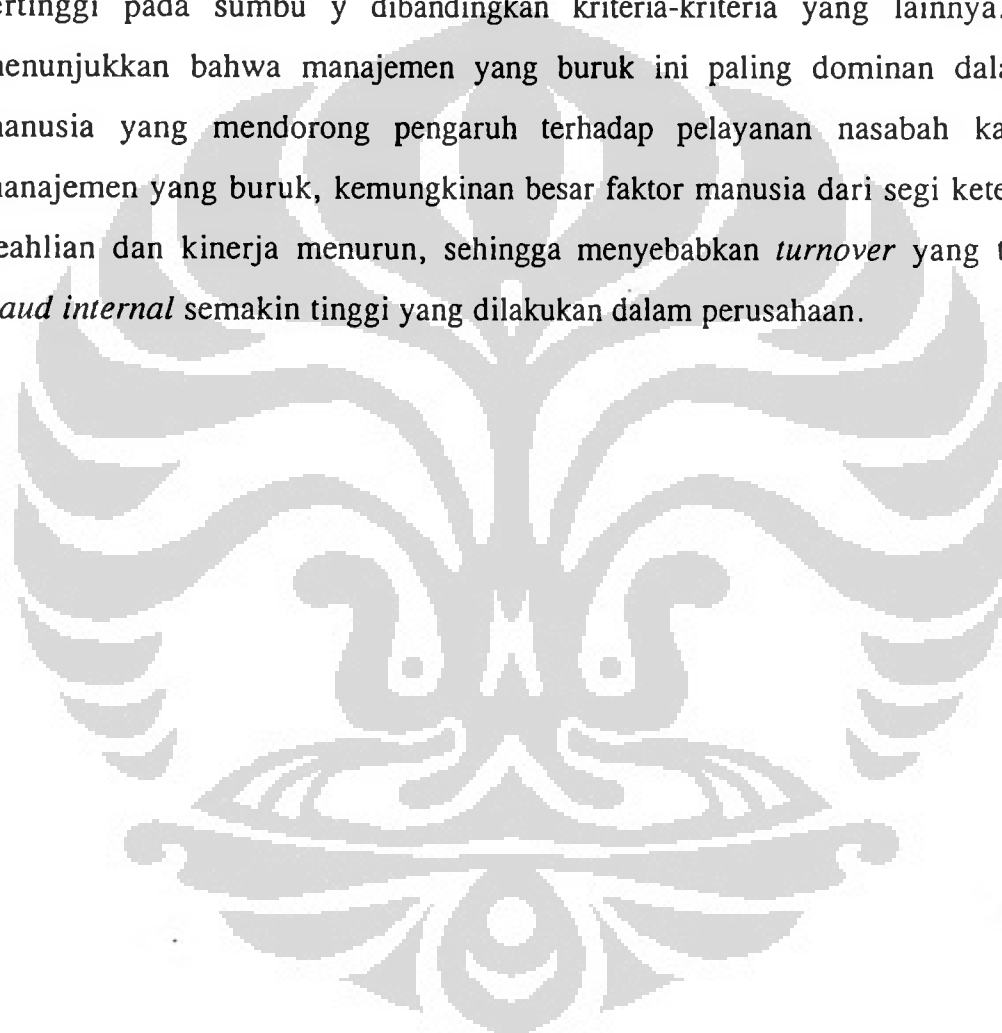 ertinggi pada sumbu y dibandingkan kriteria-kriteria yang lainnya.
menunjukkan bahwa manajemen yang buruk ini paling dominan dala
nanusia yang mendorong pengaruh terhadap pelayanan nasabah ka
nanajemen yang buruk, kemungkinan besar faktor manusia dari segi kete
eahlian dan kinerja menurun, sehingga menyebabkan turnover yang t
aud internal semakin tinggi yang dilakukan dalam perusahaan.